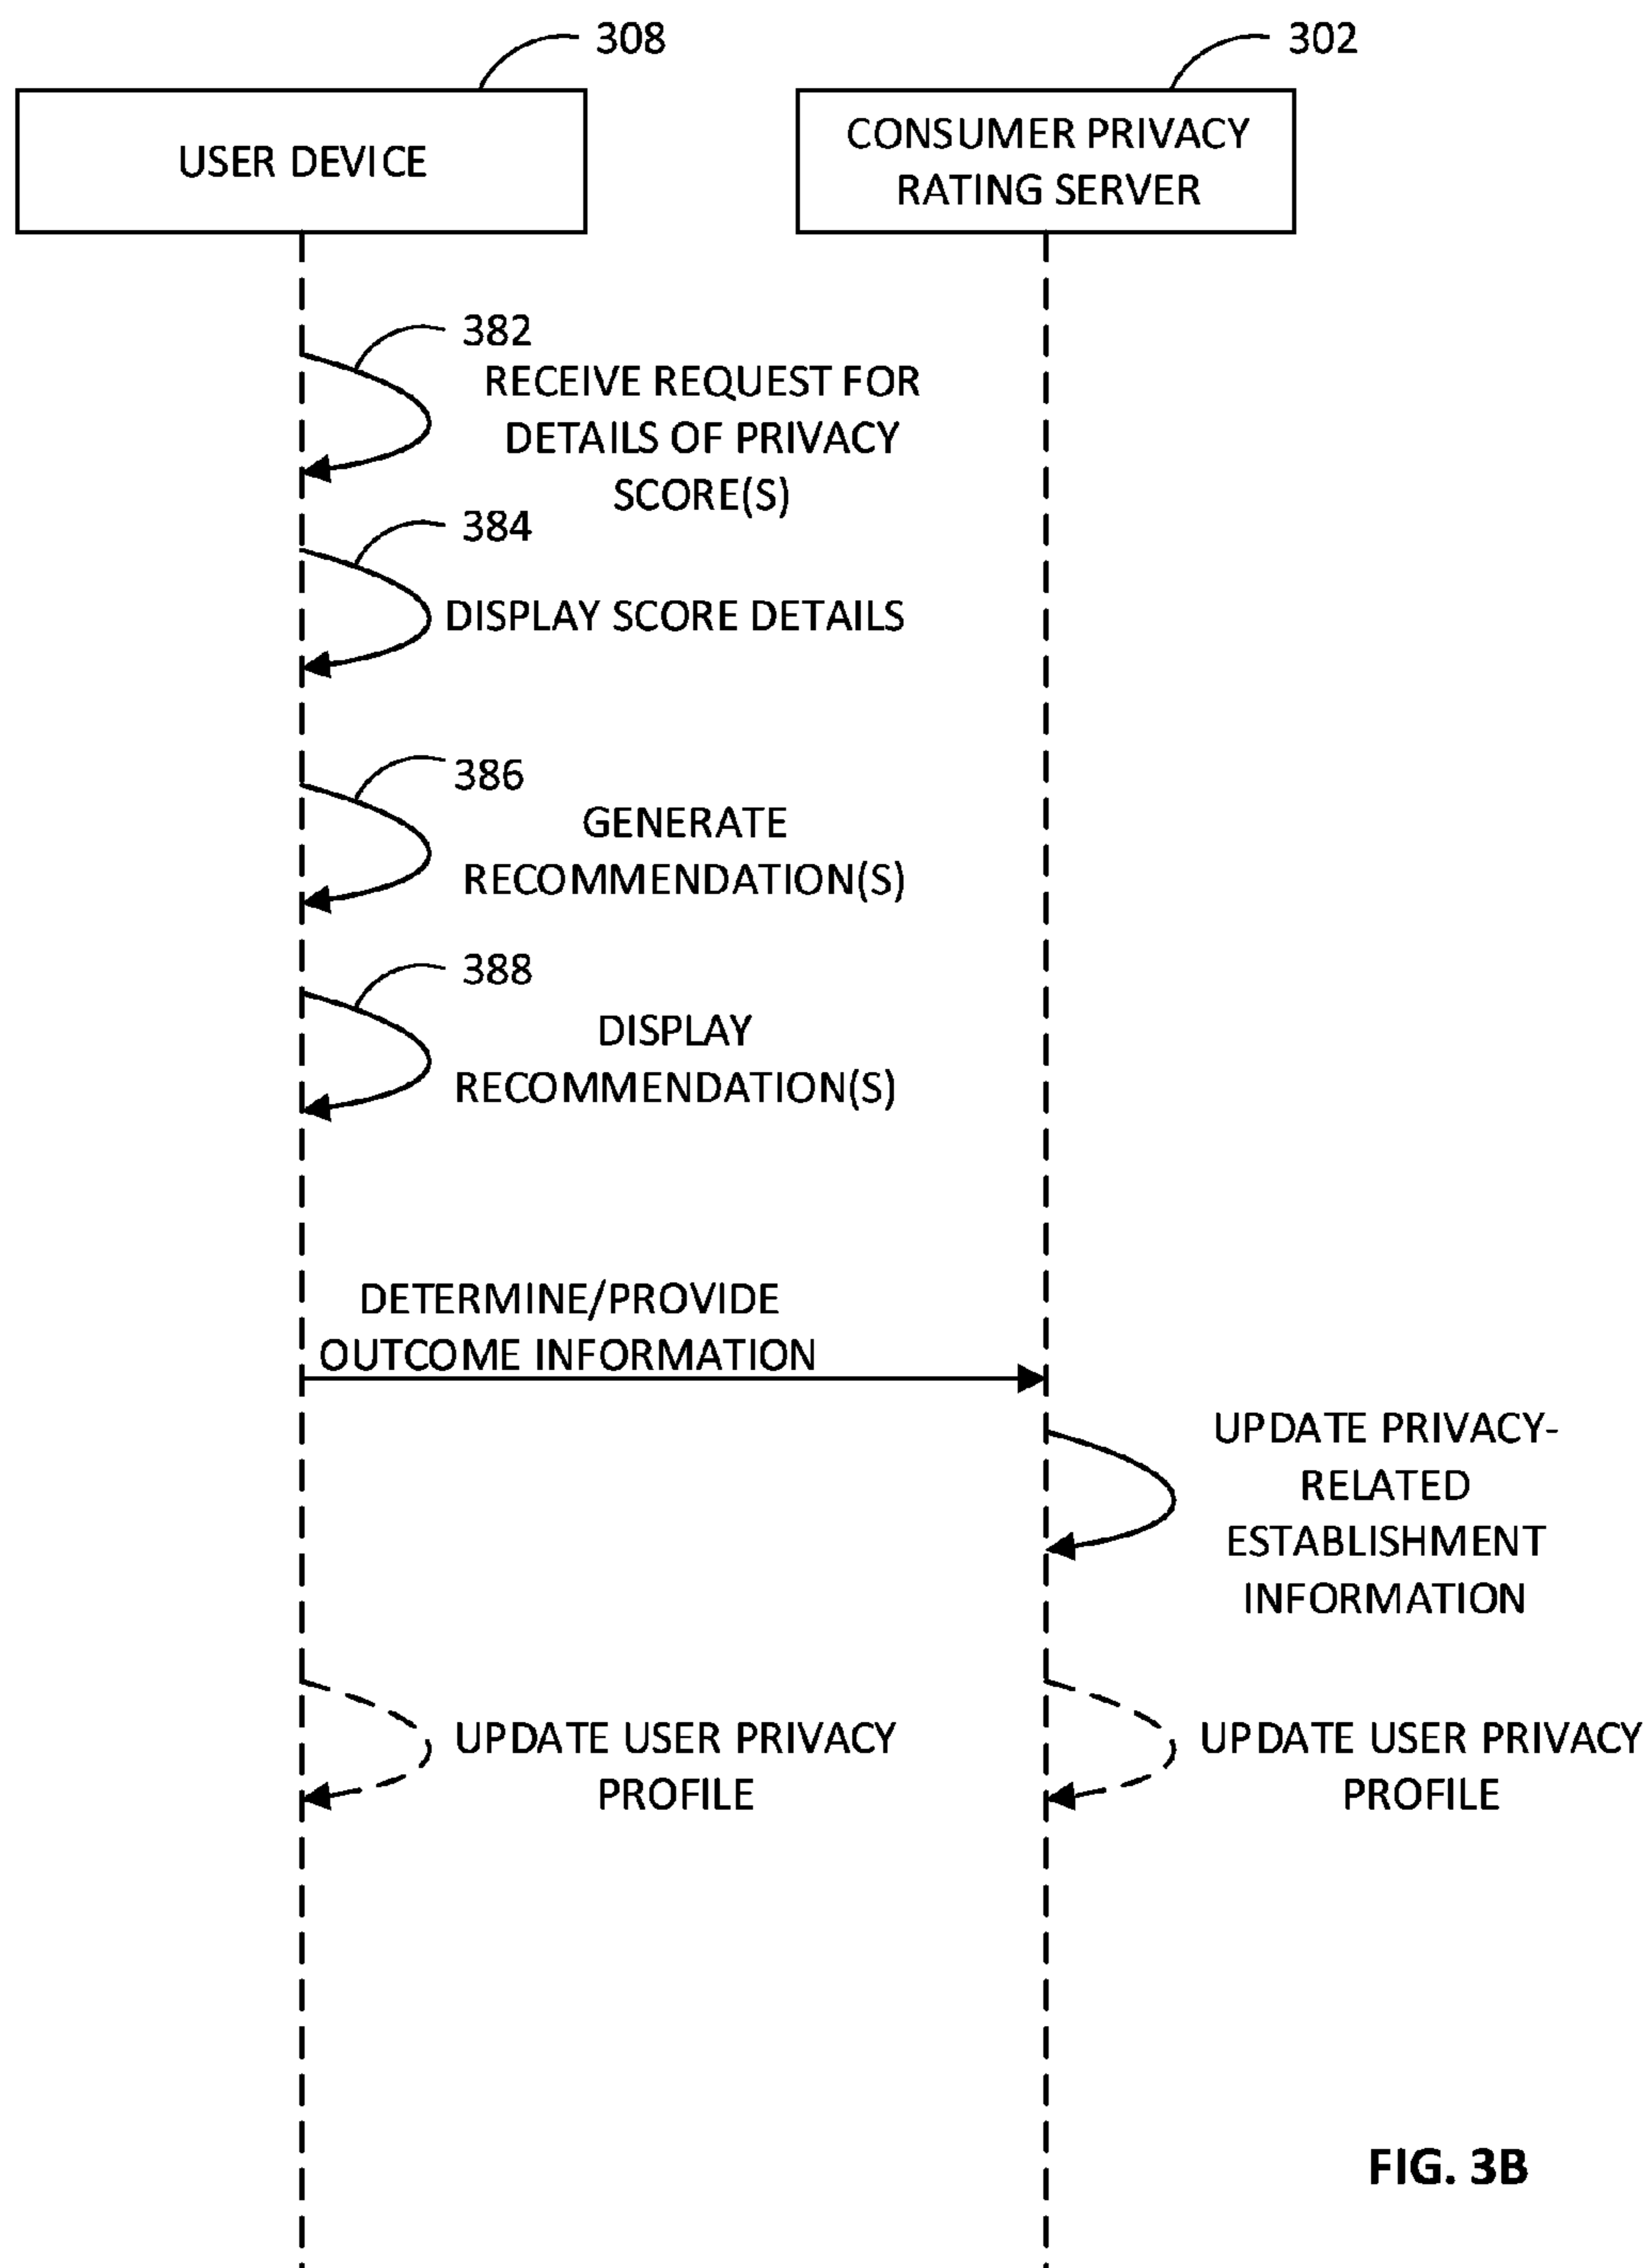 308
302
USER DEVICE
CONSUMER PRIVACY
RATING SERVER
382
RECEIVE REQUEST FOR
DETAILS OF PRIVACY
SCORE(S)
384
DISPLAY SCORE DETAILS
386
GENERATE
RECOMMENDATION(S)
388
DISPLAY
RECOMMENDATION(S)
DETERMINE/PROVIDE
OUTCOME INFORMATION
UPDATE PRIVACY-
RELATED
ESTABLISHMENT
INFORMATION
UPDATE USER PRIVACY
PROFILE
UPDATE USER PRIVACY
PROFILE
FIG. 3B